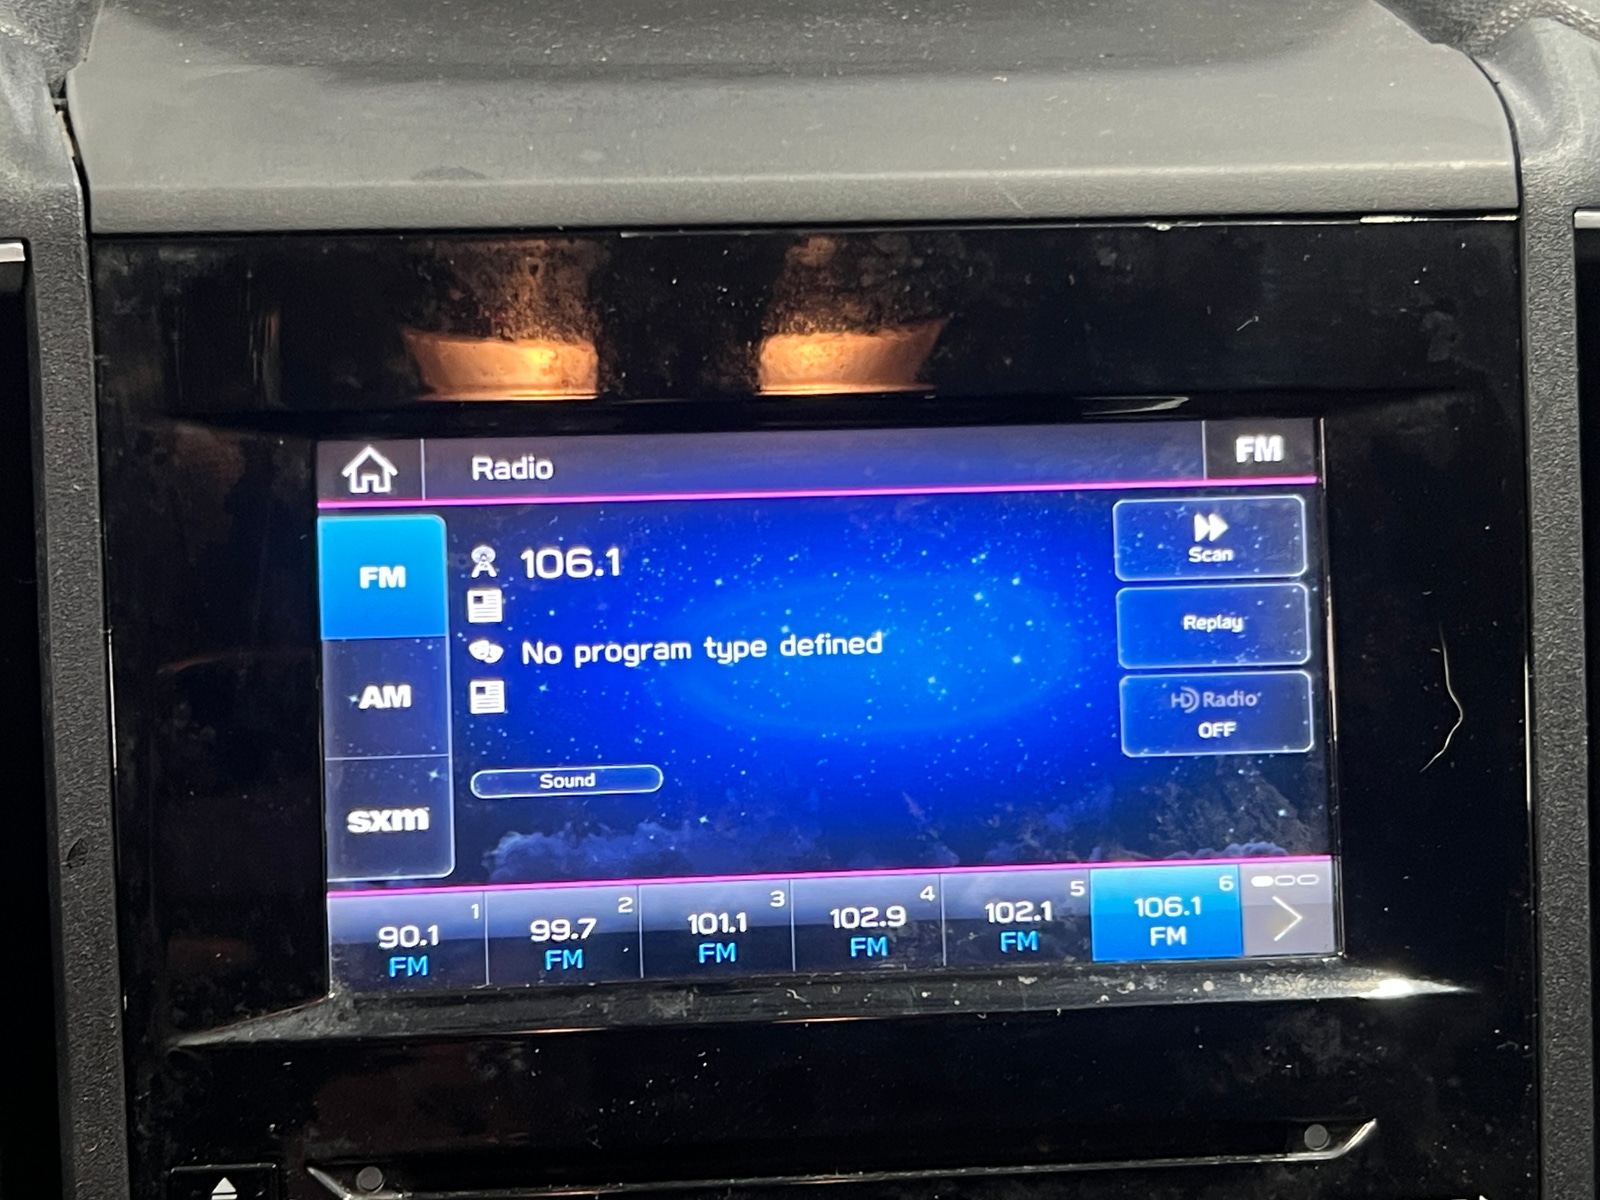 Radio
FM
FM
AM
sxm
106.1
No program type defined
Sound
Scan
Replay
HD Radio
OFF
1
90.1
FM
2
99.7
FM
3
101.1
FM
4
102.9
FM
5
102.1
FM
6
106.1
FM